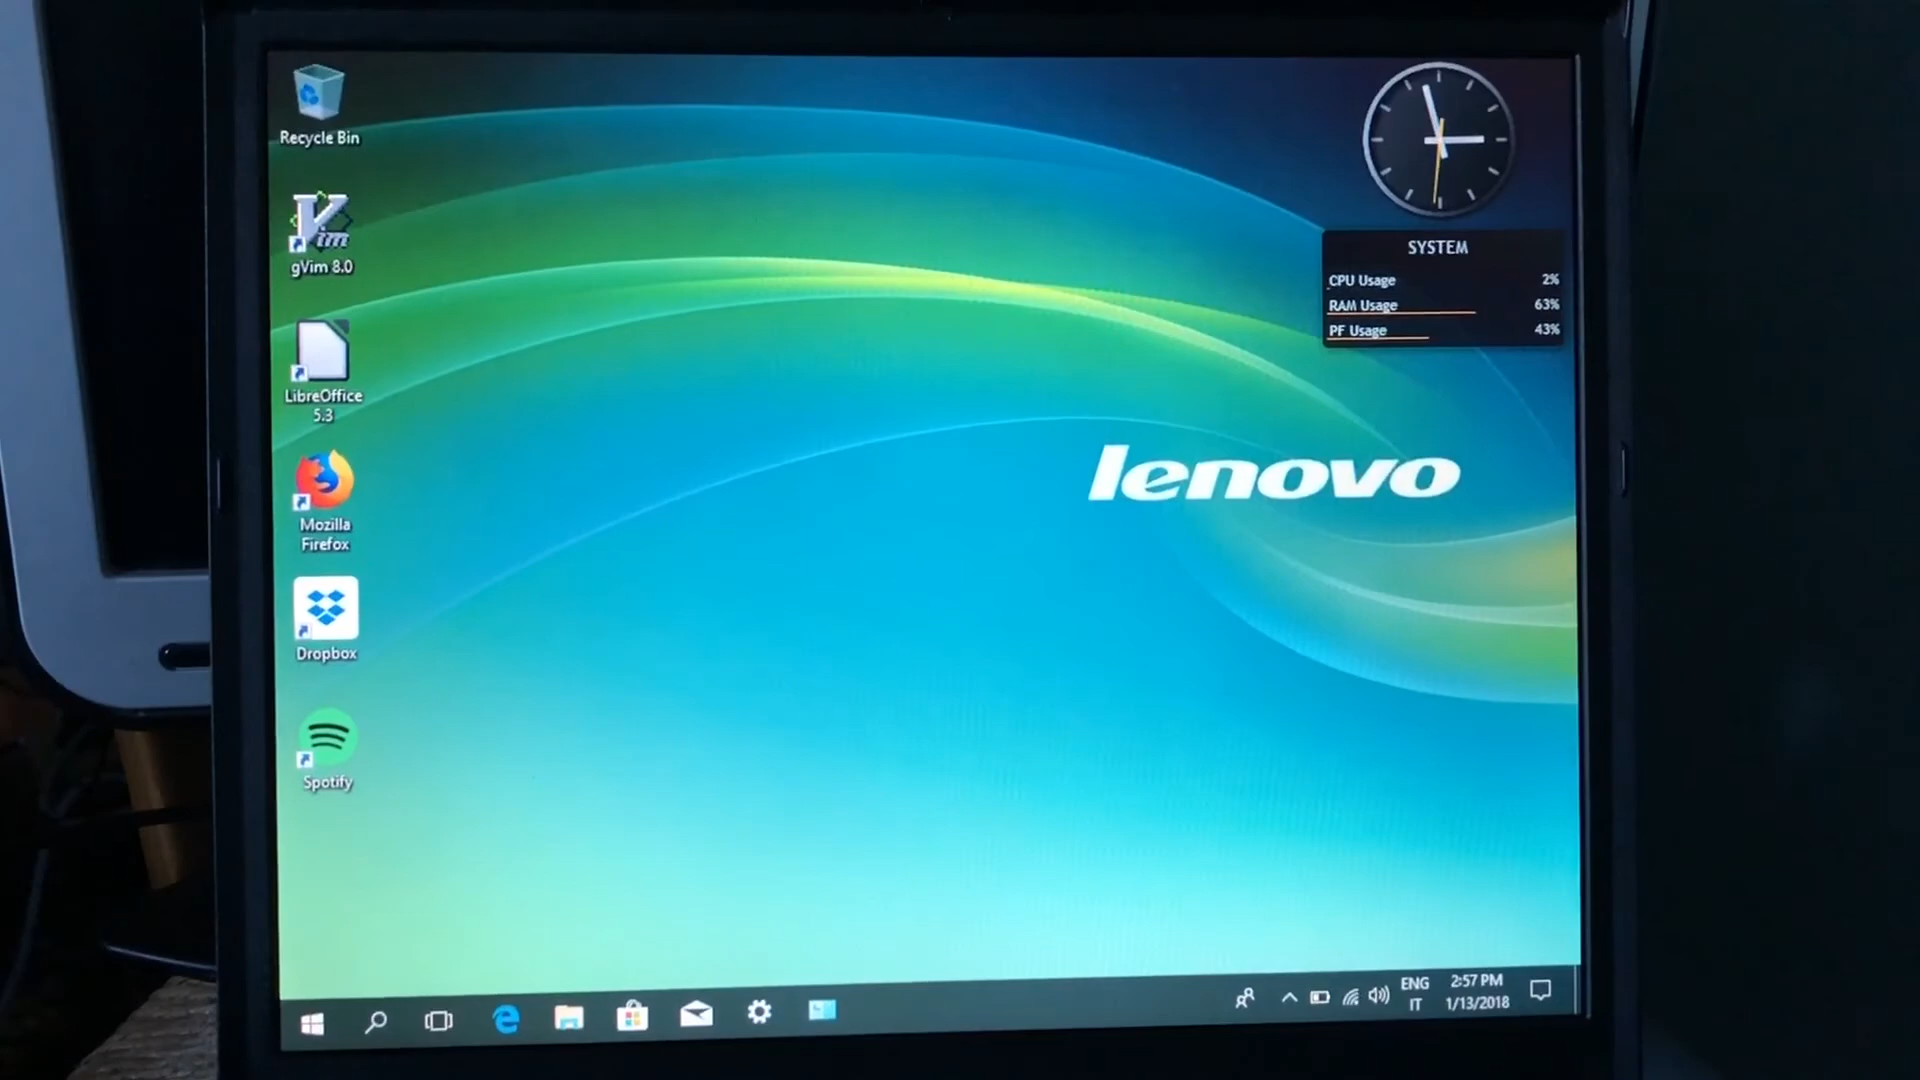 Recycle Bin
Vim
gVim 8.0
LibreOffice
5.3
Mozilla
Firefox
Dropbox
Spotify
SYSTEM
CPU Usage 2%
RAM Usage 63%
PF Usage 43%
lenovo
ENG
IT
2:57 PM
1/13/2018